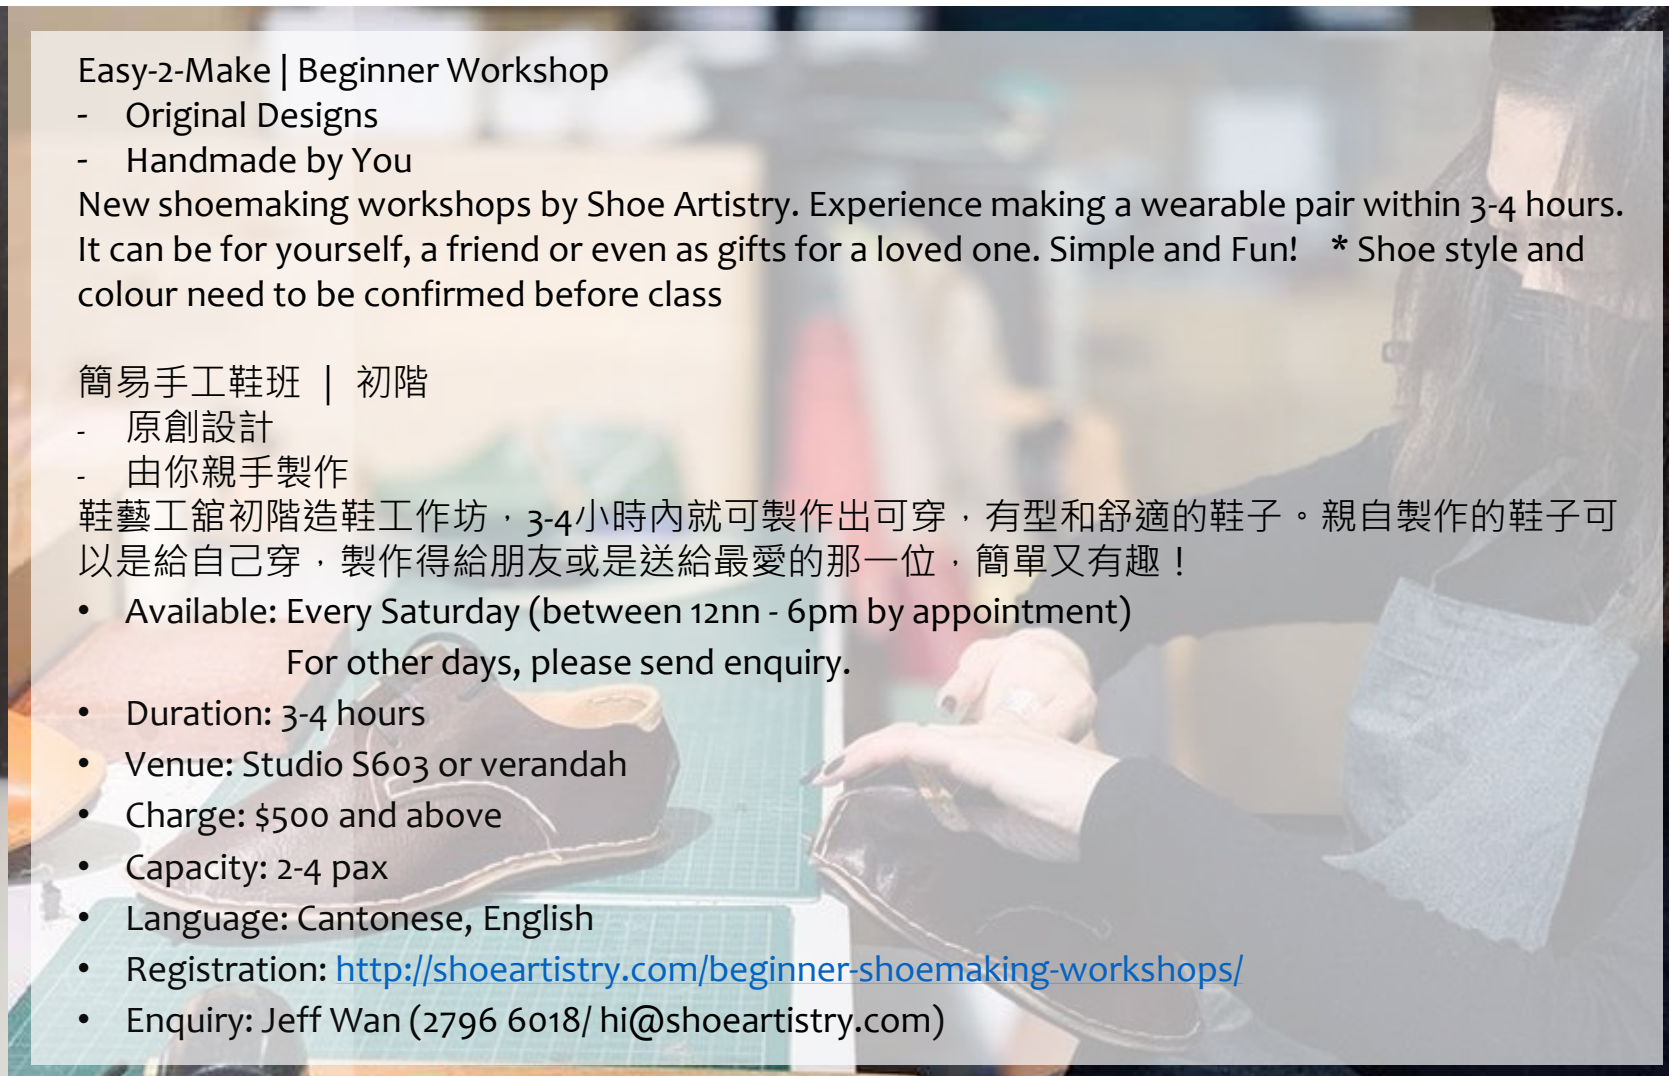 Easy-2-Make | Beginner Workshop
- Original Designs
- Handmade by You
New shoemaking workshops by Shoe Artistry. Experience making a wearable pair within 3-4 hours.
It can be for yourself, a friend or even as gifts for a loved one. Simple and Fun! * Shoe style and
colour need to be confirmed before class
簡易手工鞋班 | 初階
- 原創設計
- 由你親手製作
鞋藝工舘初階造鞋工作坊，3-4小時內就可製作出可穿，有型和舒適的鞋子。親自製作的鞋子可
以是給自己穿，製作得給朋友或是送給最愛的那一位，簡單又有趣！
• Available: Every Saturday (between 12nn - 6pm by appointment)
For other days, please send enquiry.
• Duration: 3-4 hours
• Venue: Studio S603 or verandah
• Charge: $500 and above
• Capacity: 2-4 pax
• Language: Cantonese, English
• Registration: http://shoeartistry.com/beginner-shoemaking-workshops/
• Enquiry: Jeff Wan (2796 6018/ hi@shoeartistry.com)